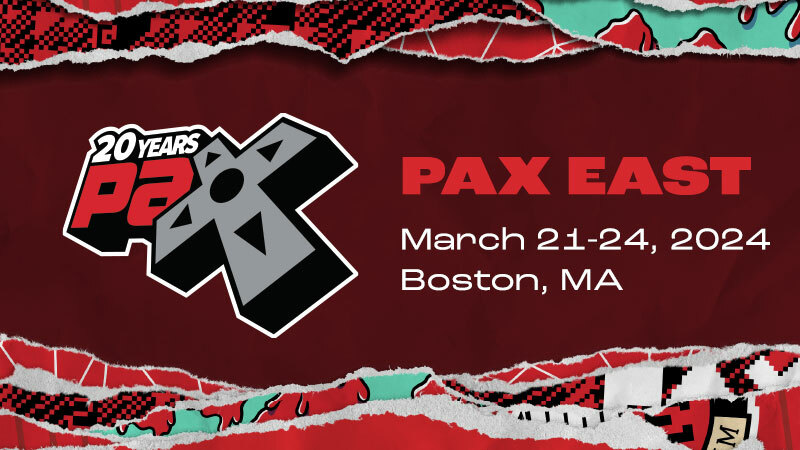 20 YEARS
PAX
PAX EAST
March 21-24, 2024
Boston, MA